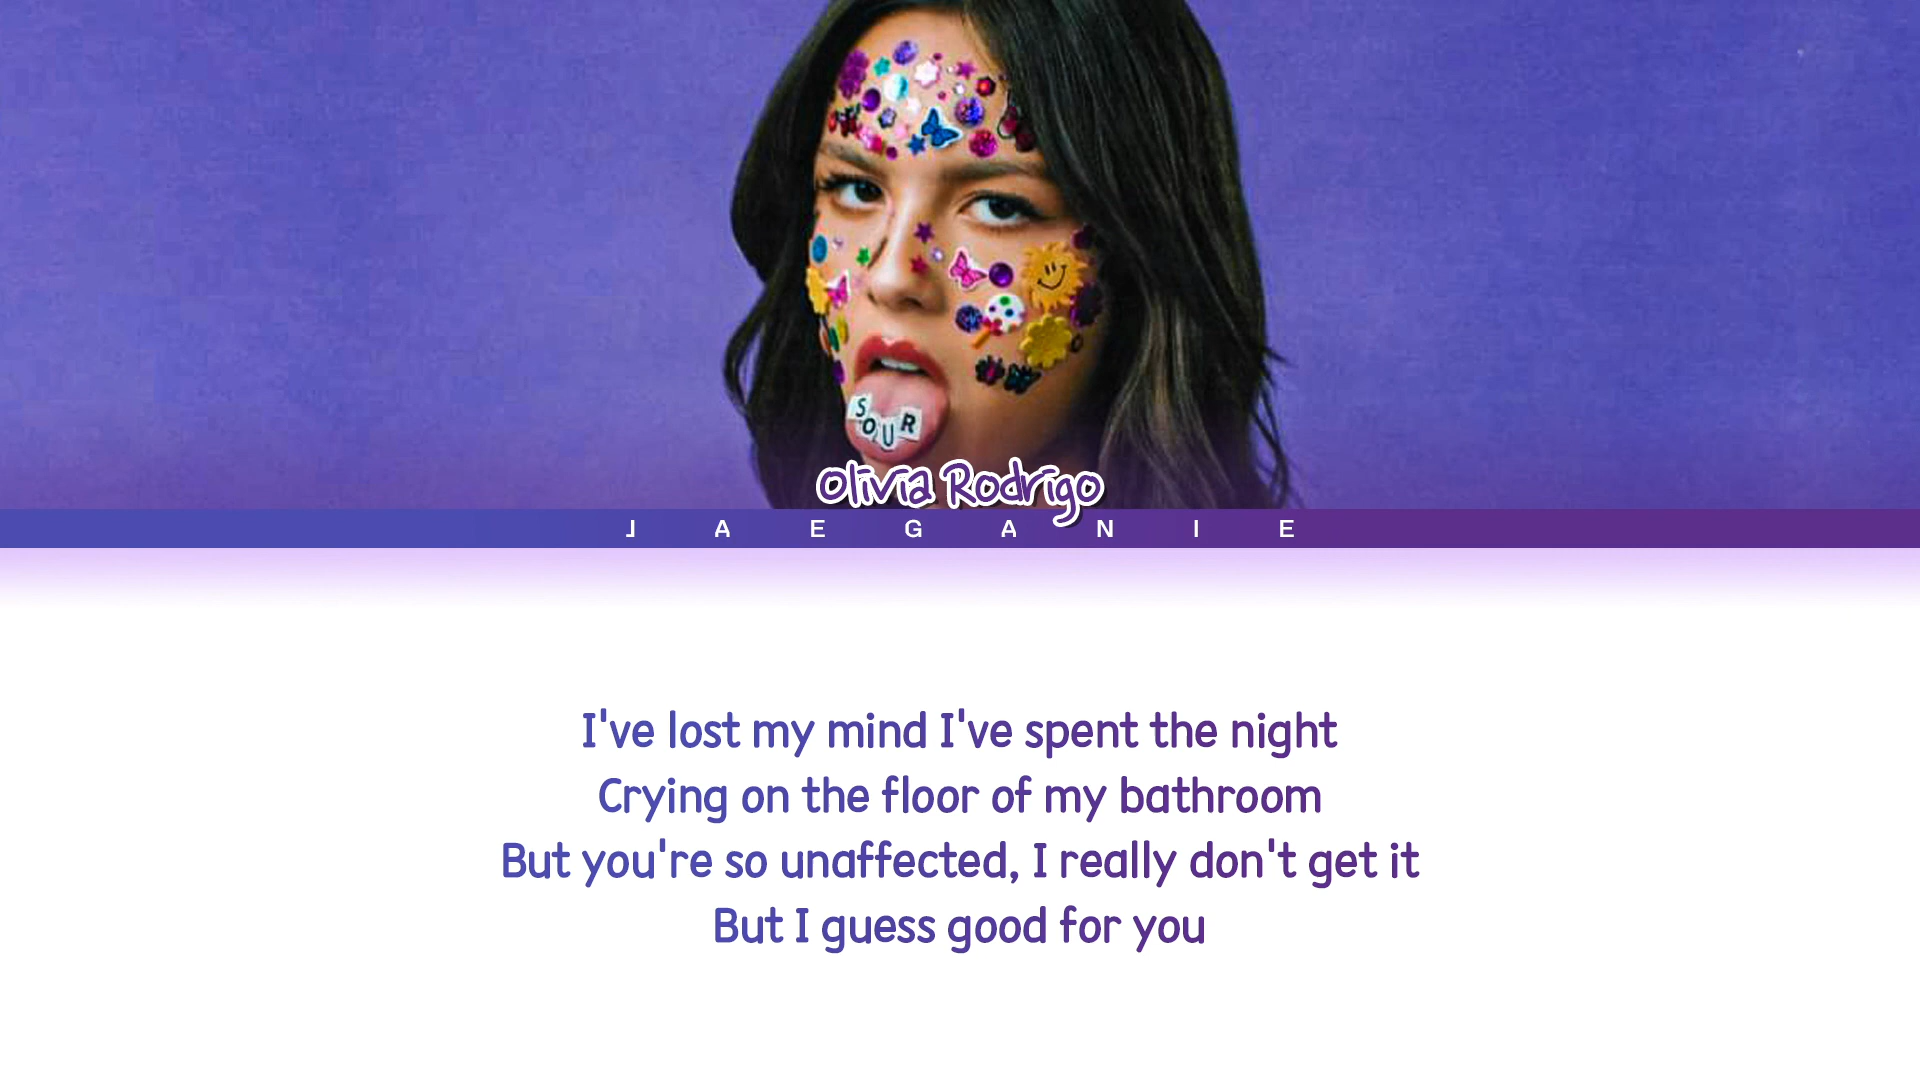 SOUR
Olivia Rodrigo
JAEGANIE
I've lost my mind I've spent the night
Crying on the floor of my bathroom
But you're so unaffected, I really don't get it
But I guess good for you